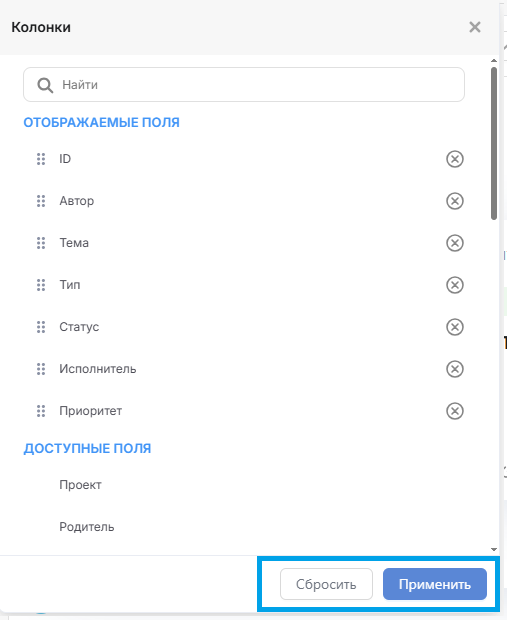 Колонки
Найти
ОТОБРАЖАЕМЫЕ ПОЛЯ
ID
Автор
Тема
Тип
Статус
Исполнитель
Приоритет
ДОСТУПНЫЕ ПОЛЯ
Проект
Родитель
Сбросить
Применить